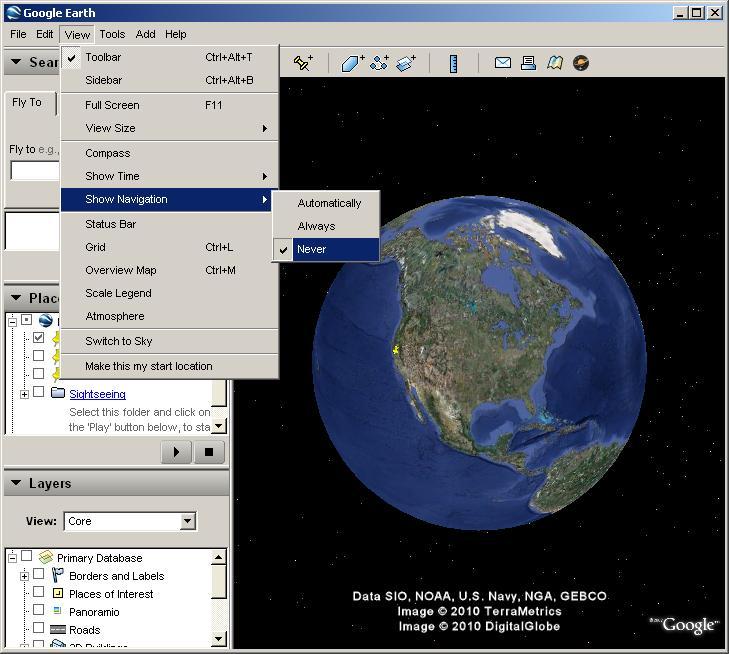 Google Earth
File Edit View Tools Add Help
Sear
Fly To
Fly to e.g.,
Toolbar Ctrl+Alt+T
Sidebar Ctrl+Alt+B
Full Screen F11
View Size
Compass
Show Time
Show Navigation
Automatically
Always
Never
Status Bar
Grid Ctrl+L
Overview Map Ctrl+M
Scale Legend
Atmosphere
Switch to Sky
Make this my start location
Plac
Sightseeing
Select this folder and click on
the 'Play' button below, to sta
Layers
View: Core
Primary Database
Borders and Labels
Places of Interest
Panoramio
Roads
3D Buildings
Data SIO, NOAA, U.S. Navy, NGA, GEBCO
Image © 2010 TerraMetrics
Image © 2010 DigitalGlobe
Google